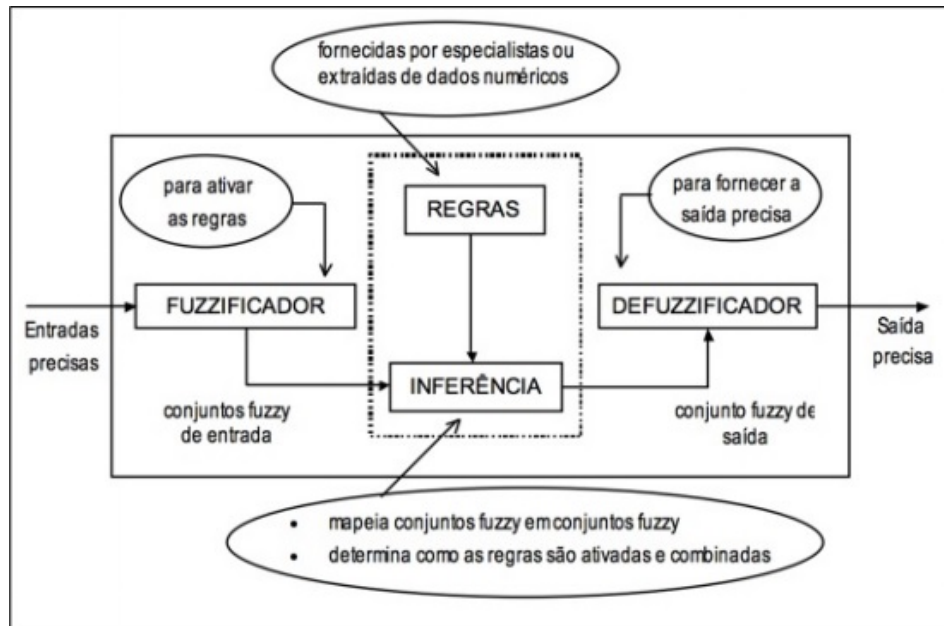 fornecidas por especialistas ou
extraídas de dados numéricos
para ativar
as regras
REGRAS
para fornecer a
saída precisa
FUZZIFICADOR
DEFUZZIFICADOR
Entradas
precisas
Saída
precisa
INFERÊNCIA
conjuntos fuzzy
de entrada
conjunto fuzzy de
saída
• mapeia conjuntos fuzzy em conjuntos fuzzy
• determina como as regras são ativadas e combinadas